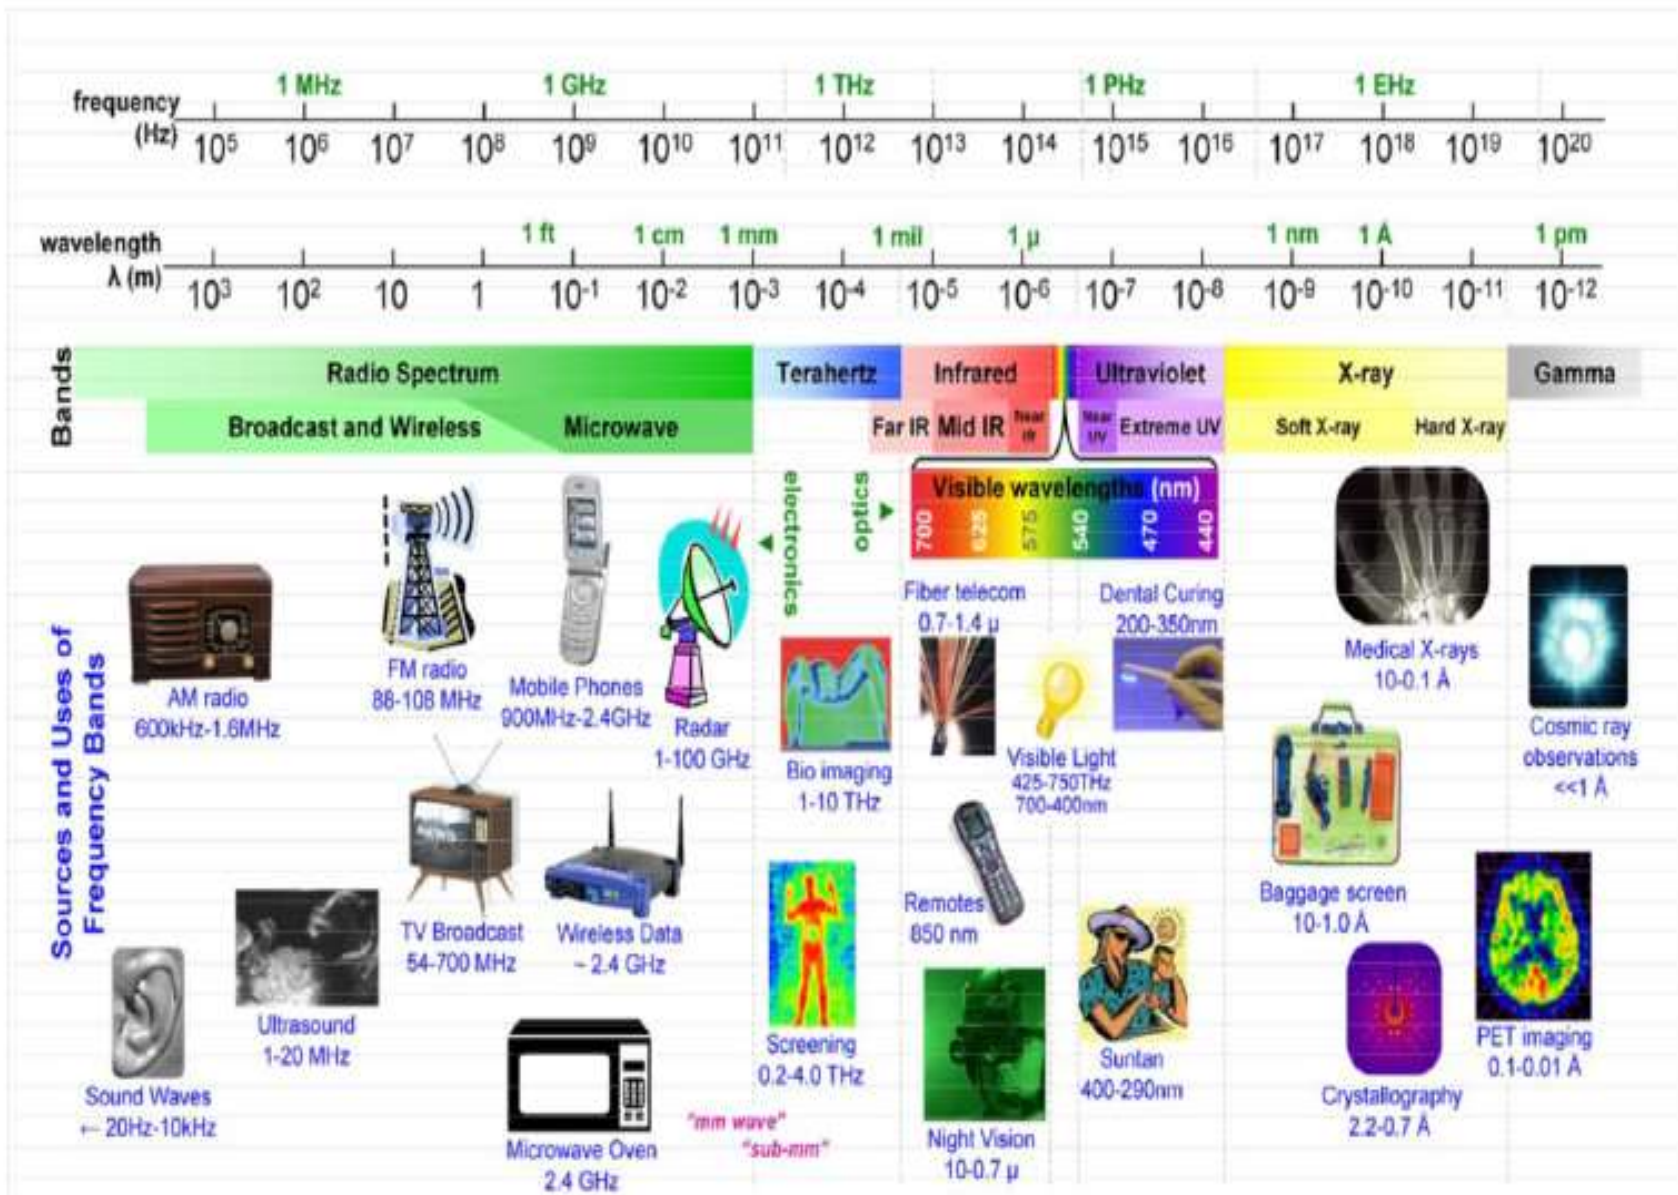 1 MHz 1 GHz 1 THz 1 PHz 1 EHz
frequency
(Hz)
10⁵ 10⁶ 10⁷ 10⁸ 10⁹ 10¹⁰ 10¹¹ 10¹² 10¹³ 10¹⁴ 10¹⁵ 10¹⁶ 10¹⁷ 10¹⁸ 10¹⁹ 10²⁰
1 ft 1 cm 1 mm 1 mil 1 µ 1 nm 1 Å 1 pm
wavelength
λ (m)
10³ 10² 10 1 10⁻¹ 10⁻² 10⁻³ 10⁻⁴ 10⁻⁵ 10⁻⁶ 10⁻⁷ 10⁻⁸ 10⁻⁹ 10⁻¹⁰ 10⁻¹¹ 10⁻¹²
Bands
Radio Spectrum Terahertz Infrared Ultraviolet X-ray Gamma
Broadcast and Wireless Microwave Far IR Mid IR Near IR Near UV Extreme UV Soft X-ray Hard X-ray
electronics
optics
Visible wavelengths (nm)
700 625 575 540 470 440
Sources and Uses of
Frequency Bands
AM radio
600kHz-1.6MHz
FM radio
88-108 MHz
Mobile Phones
900MHz-2.4GHz
Radar
1-100 GHz
Bio imaging
1-10 THz
Fiber telecom
0.7-1.4 µ
Visible Light
425-750THz
700-400nm
Dental Curing
200-350nm
Medical X-rays
10-0.1 Å
Cosmic ray
observations
<<1 Å
Sound Waves
← 20Hz-10kHz
Ultrasound
1-20 MHz
TV Broadcast
54-700 MHz
Wireless Data
~ 2.4 GHz
Microwave Oven
2.4 GHz
"mm wave"
"sub-mm"
Screening
0.2-4.0 THz
Remotes
850 nm
Night Vision
10-0.7 µ
Suntan
400-290nm
Baggage screen
10-1.0 Å
Crystallography
2.2-0.7 Å
PET imaging
0.1-0.01 Å